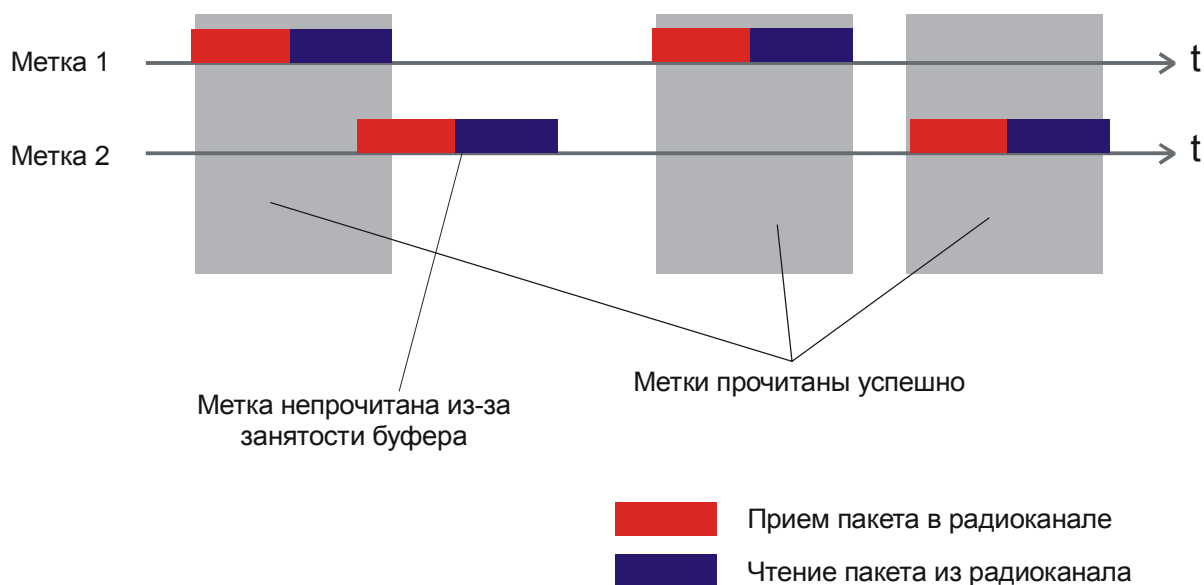 Метка 1
t
Метка 2
t
Метки прочитаны успешно
Метка непрочитана из-за
занятости буфера
Прием пакета в радиоканале
Чтение пакета из радиоканала